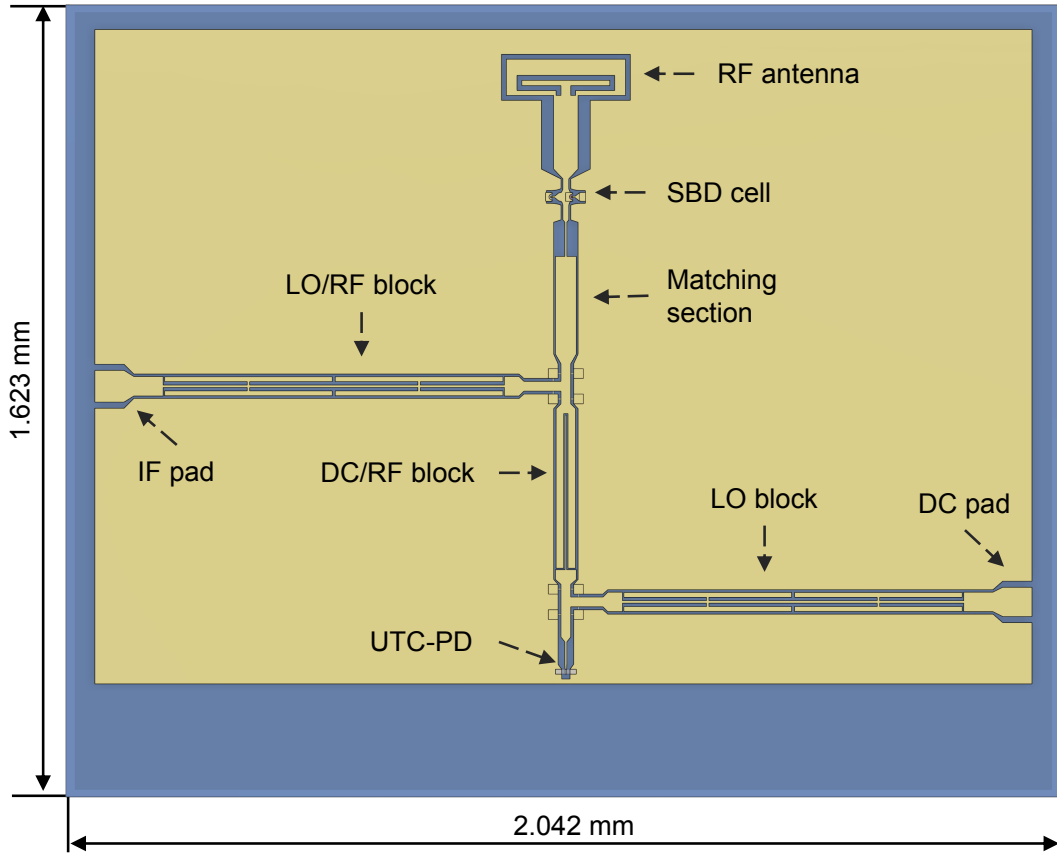 RF antenna
SBD cell
LO/RF block
Matching
section
1.623 mm
IF pad
DC/RF block
LO block
DC pad
UTC-PD
2.042 mm